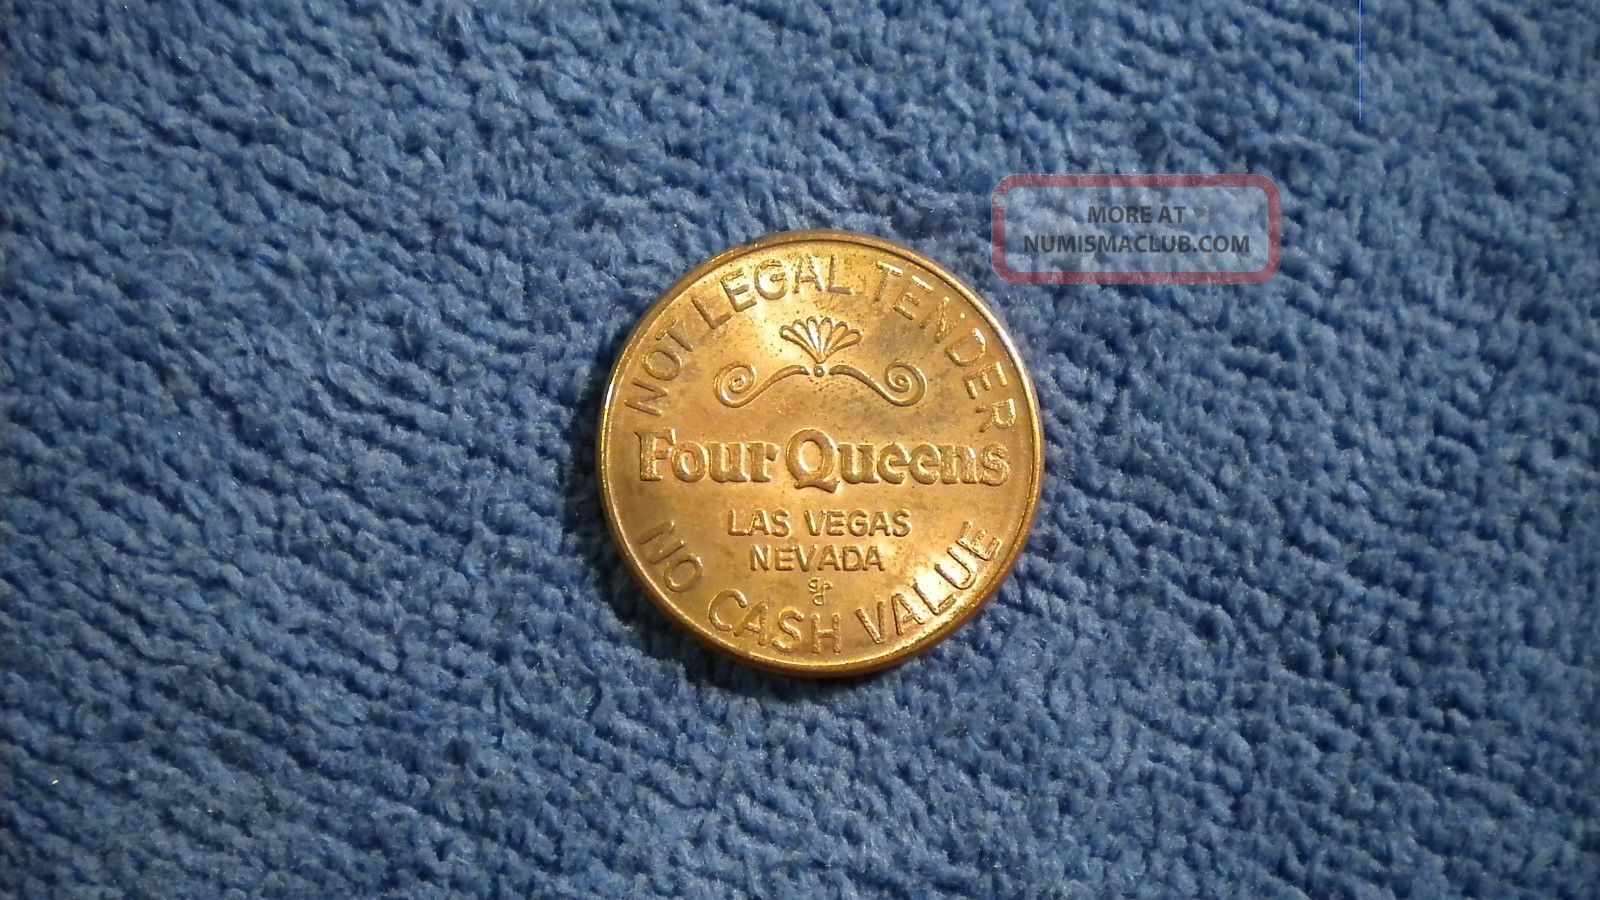 NOT LEGAL TENDER
Four Queens
LAS VEGAS
NEVADA
NO CASH VALUE
MORE AT
NUMISMACLUB.COM